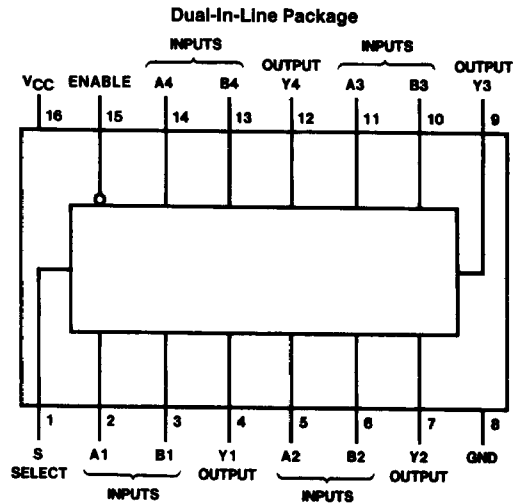 Dual-In-Line Package
INPUTS OUTPUT INPUTS OUTPUT
VCC ENABLE A4 B4 Y4 A3 B3 Y3
16 15 14 13 12 11 10 9
1 2 3 4 5 6 7 8
S A1 B1 Y1 A2 B2 Y2 GND
SELECT OUTPUT OUTPUT
INPUTS INPUTS